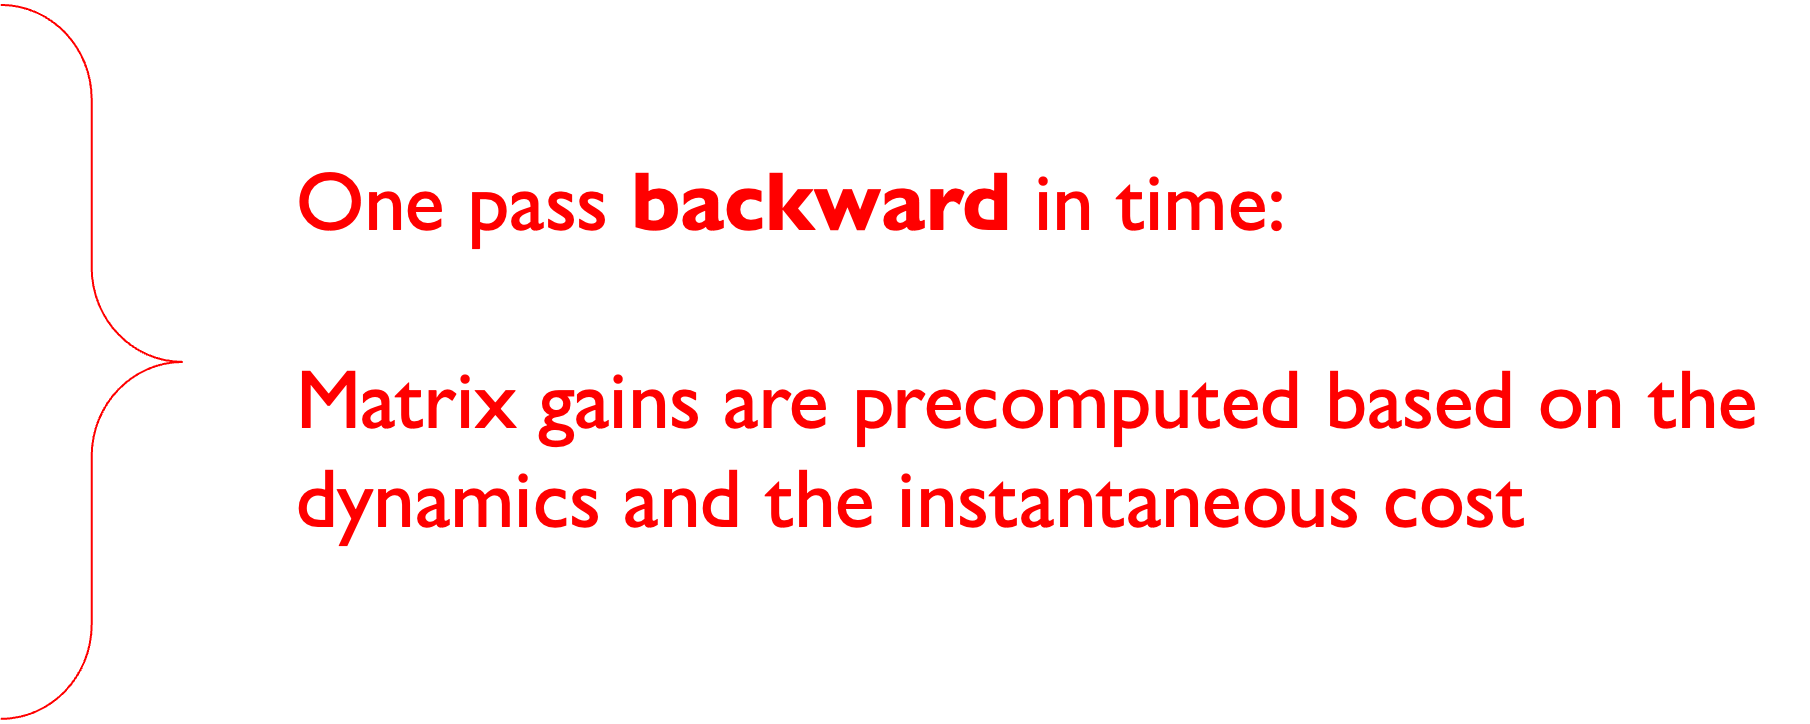 One pass backward in time:
Matrix gains are precomputed based on the
dynamics and the instantaneous cost